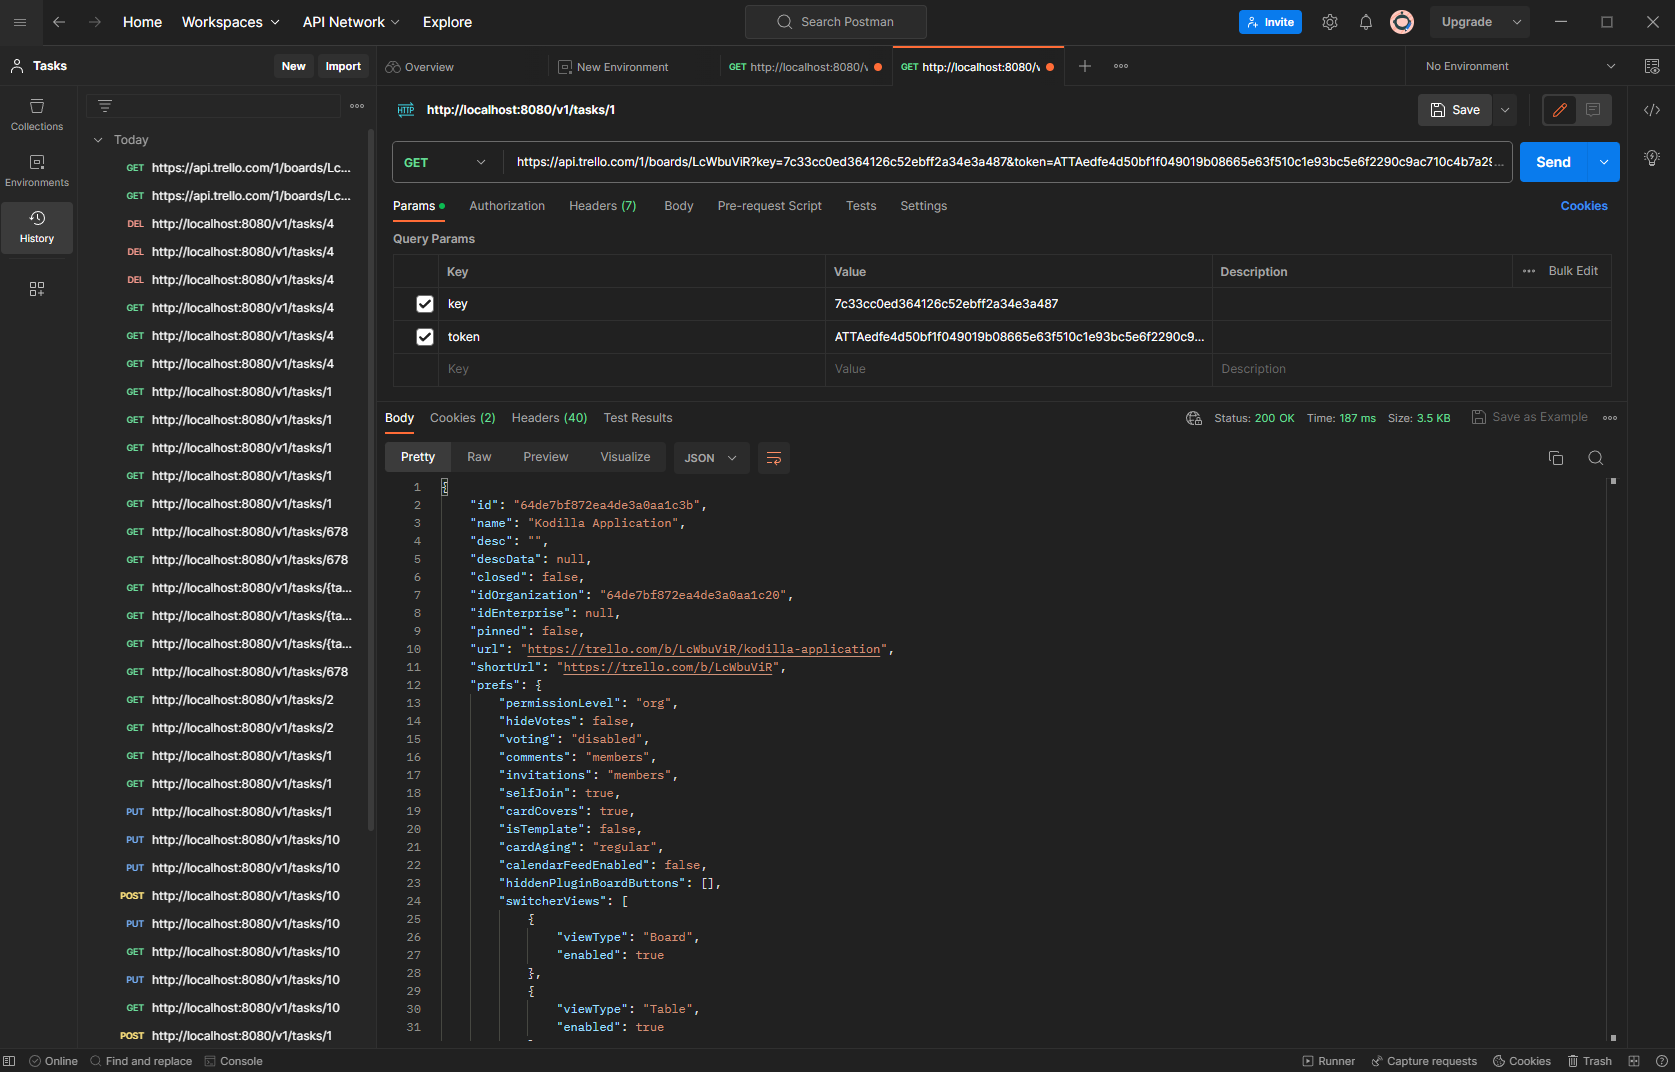 Home Workspaces API Network Explore Search Postman Invite Upgrade
Tasks New Import Overview New Environment GET http://localhost:8080/v GET http://localhost:8080/v No Environment
Collections
Environments
History
Today
GET https://api.trello.com/1/boards/Lc...
GET https://api.trello.com/1/boards/Lc...
DEL http://localhost:8080/v1/tasks/4
DEL http://localhost:8080/v1/tasks/4
DEL http://localhost:8080/v1/tasks/4
GET http://localhost:8080/v1/tasks/4
GET http://localhost:8080/v1/tasks/4
GET http://localhost:8080/v1/tasks/4
GET http://localhost:8080/v1/tasks/1
GET http://localhost:8080/v1/tasks/1
GET http://localhost:8080/v1/tasks/1
GET http://localhost:8080/v1/tasks/1
GET http://localhost:8080/v1/tasks/1
GET http://localhost:8080/v1/tasks/678
GET http://localhost:8080/v1/tasks/678
GET http://localhost:8080/v1/tasks/{ta...
GET http://localhost:8080/v1/tasks/{ta...
GET http://localhost:8080/v1/tasks/{ta...
GET http://localhost:8080/v1/tasks/678
GET http://localhost:8080/v1/tasks/2
GET http://localhost:8080/v1/tasks/2
GET http://localhost:8080/v1/tasks/1
GET http://localhost:8080/v1/tasks/1
PUT http://localhost:8080/v1/tasks/1
PUT http://localhost:8080/v1/tasks/10
PUT http://localhost:8080/v1/tasks/10
POST http://localhost:8080/v1/tasks/10
PUT http://localhost:8080/v1/tasks/10
GET http://localhost:8080/v1/tasks/10
PUT http://localhost:8080/v1/tasks/10
GET http://localhost:8080/v1/tasks/10
POST http://localhost:8080/v1/tasks/1
HTTP http://localhost:8080/v1/tasks/1 Save
GET https://api.trello.com/1/boards/LcWbuViR?key=7c33cc0ed364126c52ebff2a34e3a487&token=ATTAedfe4d50bf1f049019b08665e63f510c1e93bc5e6f2290c9ac710c4b7a2... Send
Params Authorization Headers (7) Body Pre-request Script Tests Settings Cookies
Query Params
Key Value Description Bulk Edit
key 7c33cc0ed364126c52ebff2a34e3a487
token ATTAedfe4d50bf1f049019b08665e63f510c1e93bc5e6f2290c9...
Key Value Description
Body Cookies (2) Headers (40) Test Results Status: 200 OK Time: 187 ms Size: 3.5 KB Save as Example
Pretty Raw Preview Visualize JSON
1 {
2 "id": "64de7bf872ea4de3a0aa1c3b",
3 "name": "Kodilla Application",
4 "desc": "",
5 "descData": null,
6 "closed": false,
7 "idOrganization": "64de7bf872ea4de3a0aa1c20",
8 "idEnterprise": null,
9 "pinned": false,
10 "url": "https://trello.com/b/LcWbuViR/kodilla-application",
11 "shortUrl": "https://trello.com/b/LcWbuViR",
12 "prefs": {
13 "permissionLevel": "org",
14 "hideVotes": false,
15 "voting": "disabled",
16 "comments": "members",
17 "invitations": "members",
18 "selfJoin": true,
19 "cardCovers": true,
20 "isTemplate": false,
21 "cardAging": "regular",
22 "calendarFeedEnabled": false,
23 "hiddenPluginBoardButtons": [],
24 "switcherViews": [
25 {
26 "viewType": "Board",
27 "enabled": true
28 },
29 {
30 "viewType": "Table",
31 "enabled": true
Online Find and replace Console Runner Capture requests Cookies Trash